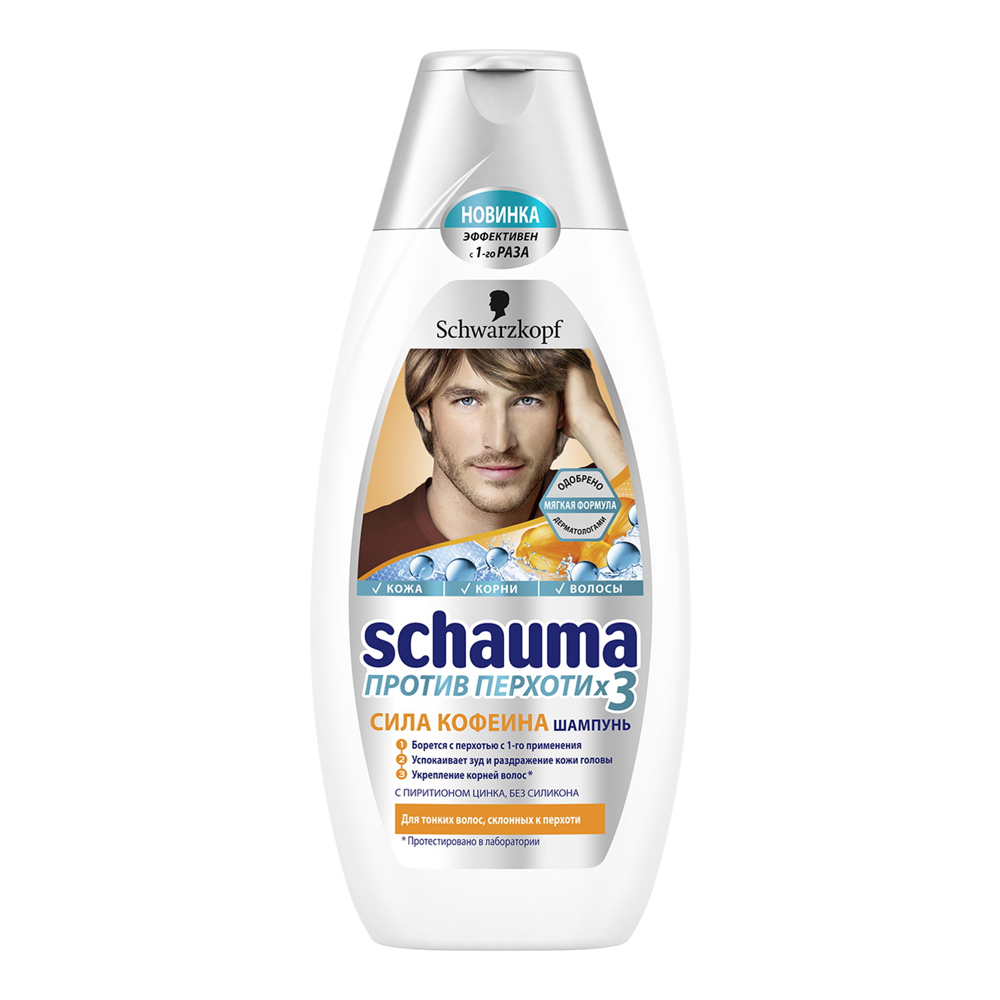 НОВИНКА
ЭФФЕКТИВЕН
с 1-го РАЗА
Schwarzkopf
ОДОБРЕНО
МЯГКАЯ ФОРМУЛА
ДЕРМАТОЛОГАМИ
✓ КОЖА | ✓ КОРНИ | ✓ ВОЛОСЫ
schauma
ПРОТИВ ПЕРХОТИ x3
СИЛА КОФЕИНА ШАМПУНЬ
1 Борется с перхотью с 1-го применения
2 Успокаивает зуд и раздражение кожи головы
3 Укрепление корней волос*
С ПИРИТИОНОМ ЦИНКА, БЕЗ СИЛИКОНА
Для тонких волос, склонных к перхоти
* Протестировано в лаборатории